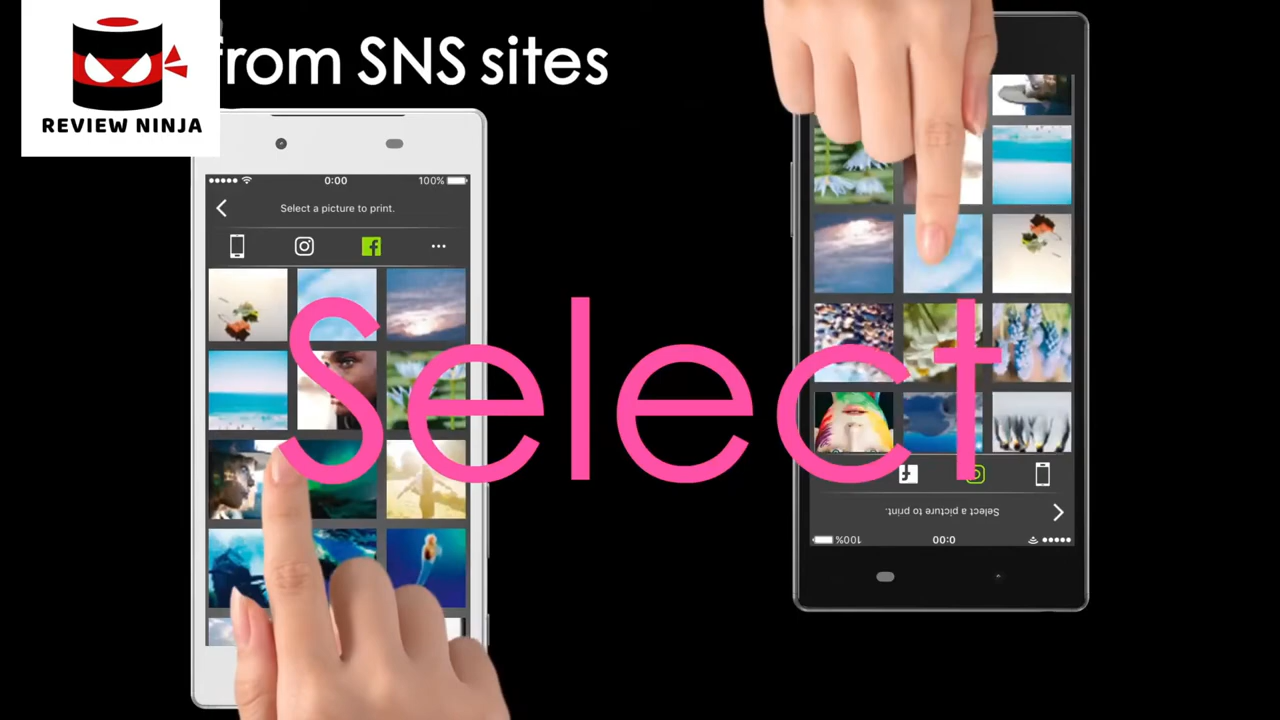 from SNS sites
REVIEW NINJA
0:00
100%
Select a picture to print.
Select
Select a picture to print.
100%
0:00